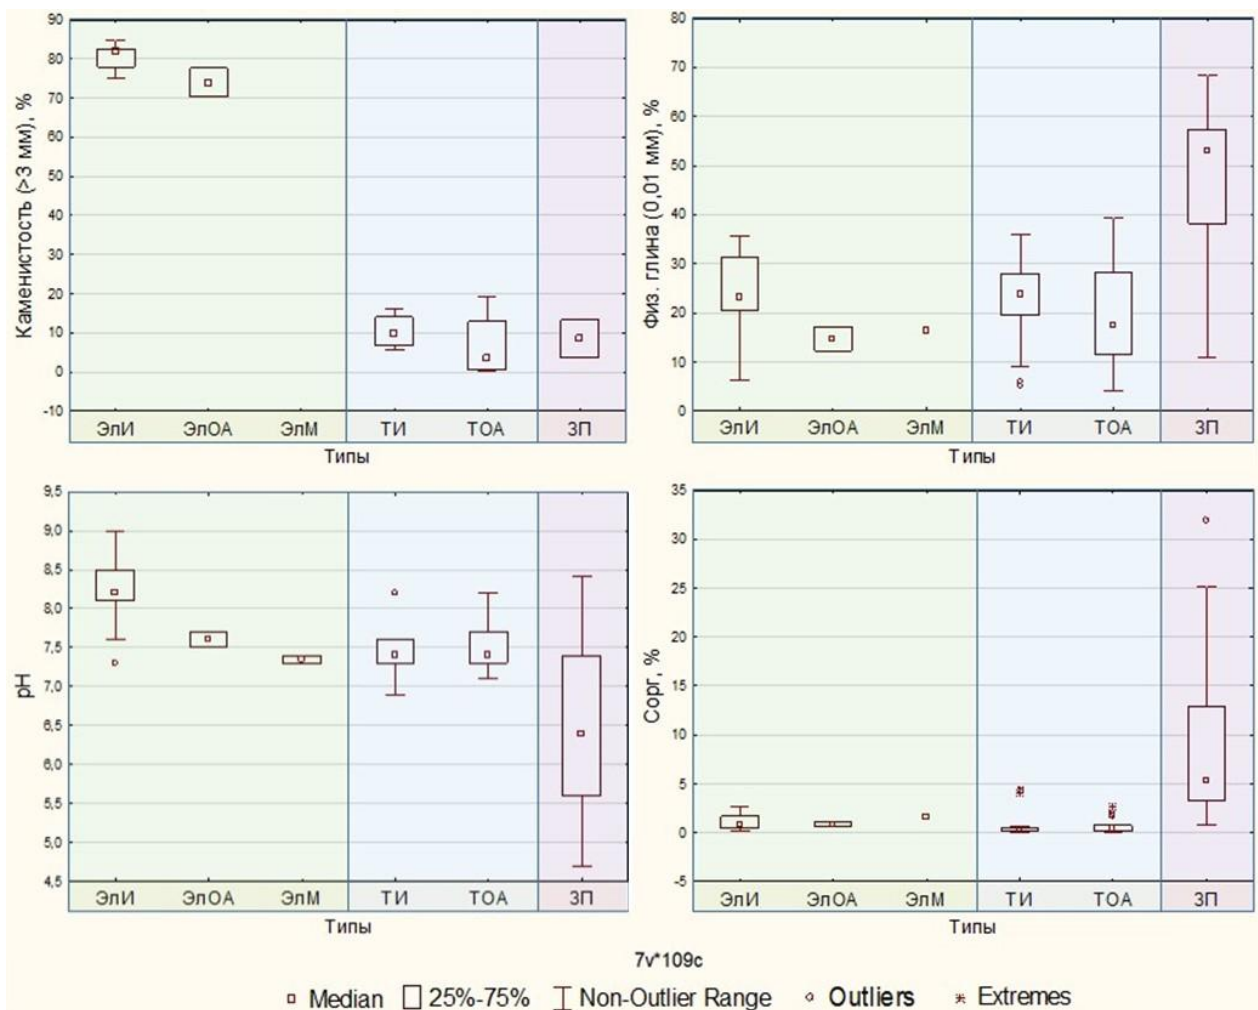 Каменистость (>3 мм), %
90
80
70
60
50
40
30
20
10
0
-10
ЭлИ ЭлОА ЭлМ ТИ ТОА ЗП
Типы
Физ. глина (0,01 мм), %
80
70
60
50
40
30
20
10
0
ЭлИ ЭлОА ЭлМ ТИ ТОА ЗП
Типы
pH
9,5
9,0
8,5
8,0
7,5
7,0
6,5
6,0
5,5
5,0
4,5
ЭлИ ЭлОА ЭлМ ТИ ТОА ЗП
Типы
Сорг, %
35
30
25
20
15
10
5
0
-5
ЭлИ ЭлОА ЭлМ ТИ ТОА ЗП
Типы
7v*109c
Median 25%-75% Non-Outlier Range Outliers Extremes